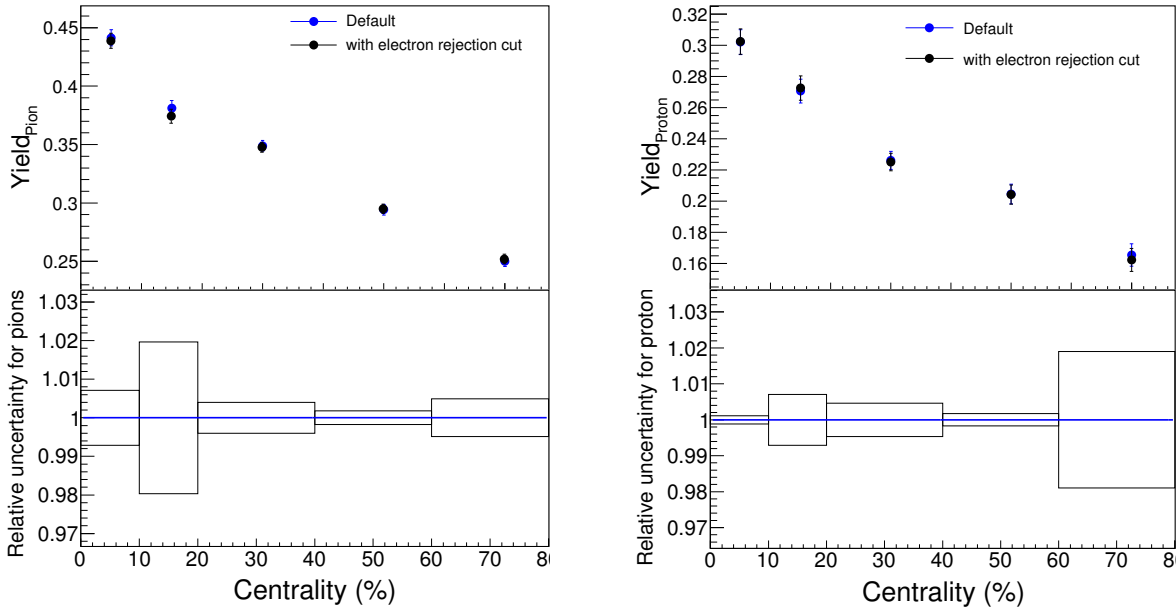 Default
with electron rejection cut
Yield_Pion
0.45
0.4
0.35
0.3
0.25
Relative uncertainty for pions
1.03
1.02
1.01
1
0.99
0.98
0.97
0 10 20 30 40 50 60 70 80
Centrality (%)
Default
with electron rejection cut
Yield_Proton
0.32
0.3
0.28
0.26
0.24
0.22
0.2
0.18
0.16
Relative uncertainty for proton
1.03
1.02
1.01
1
0.99
0.98
0.97
0 10 20 30 40 50 60 70 80
Centrality (%)